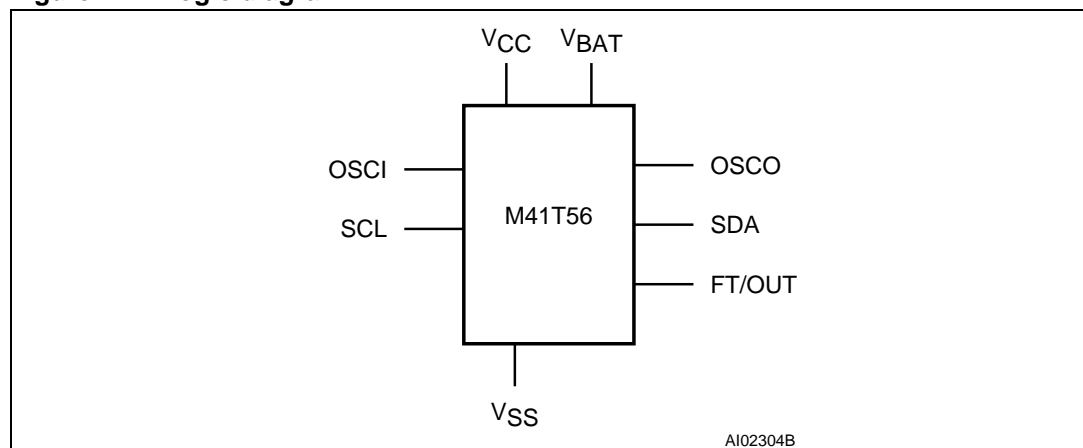 VCC VBAT
OSCI OSCO
M41T56
SCL SDA
FT/OUT
VSS
AI02304B